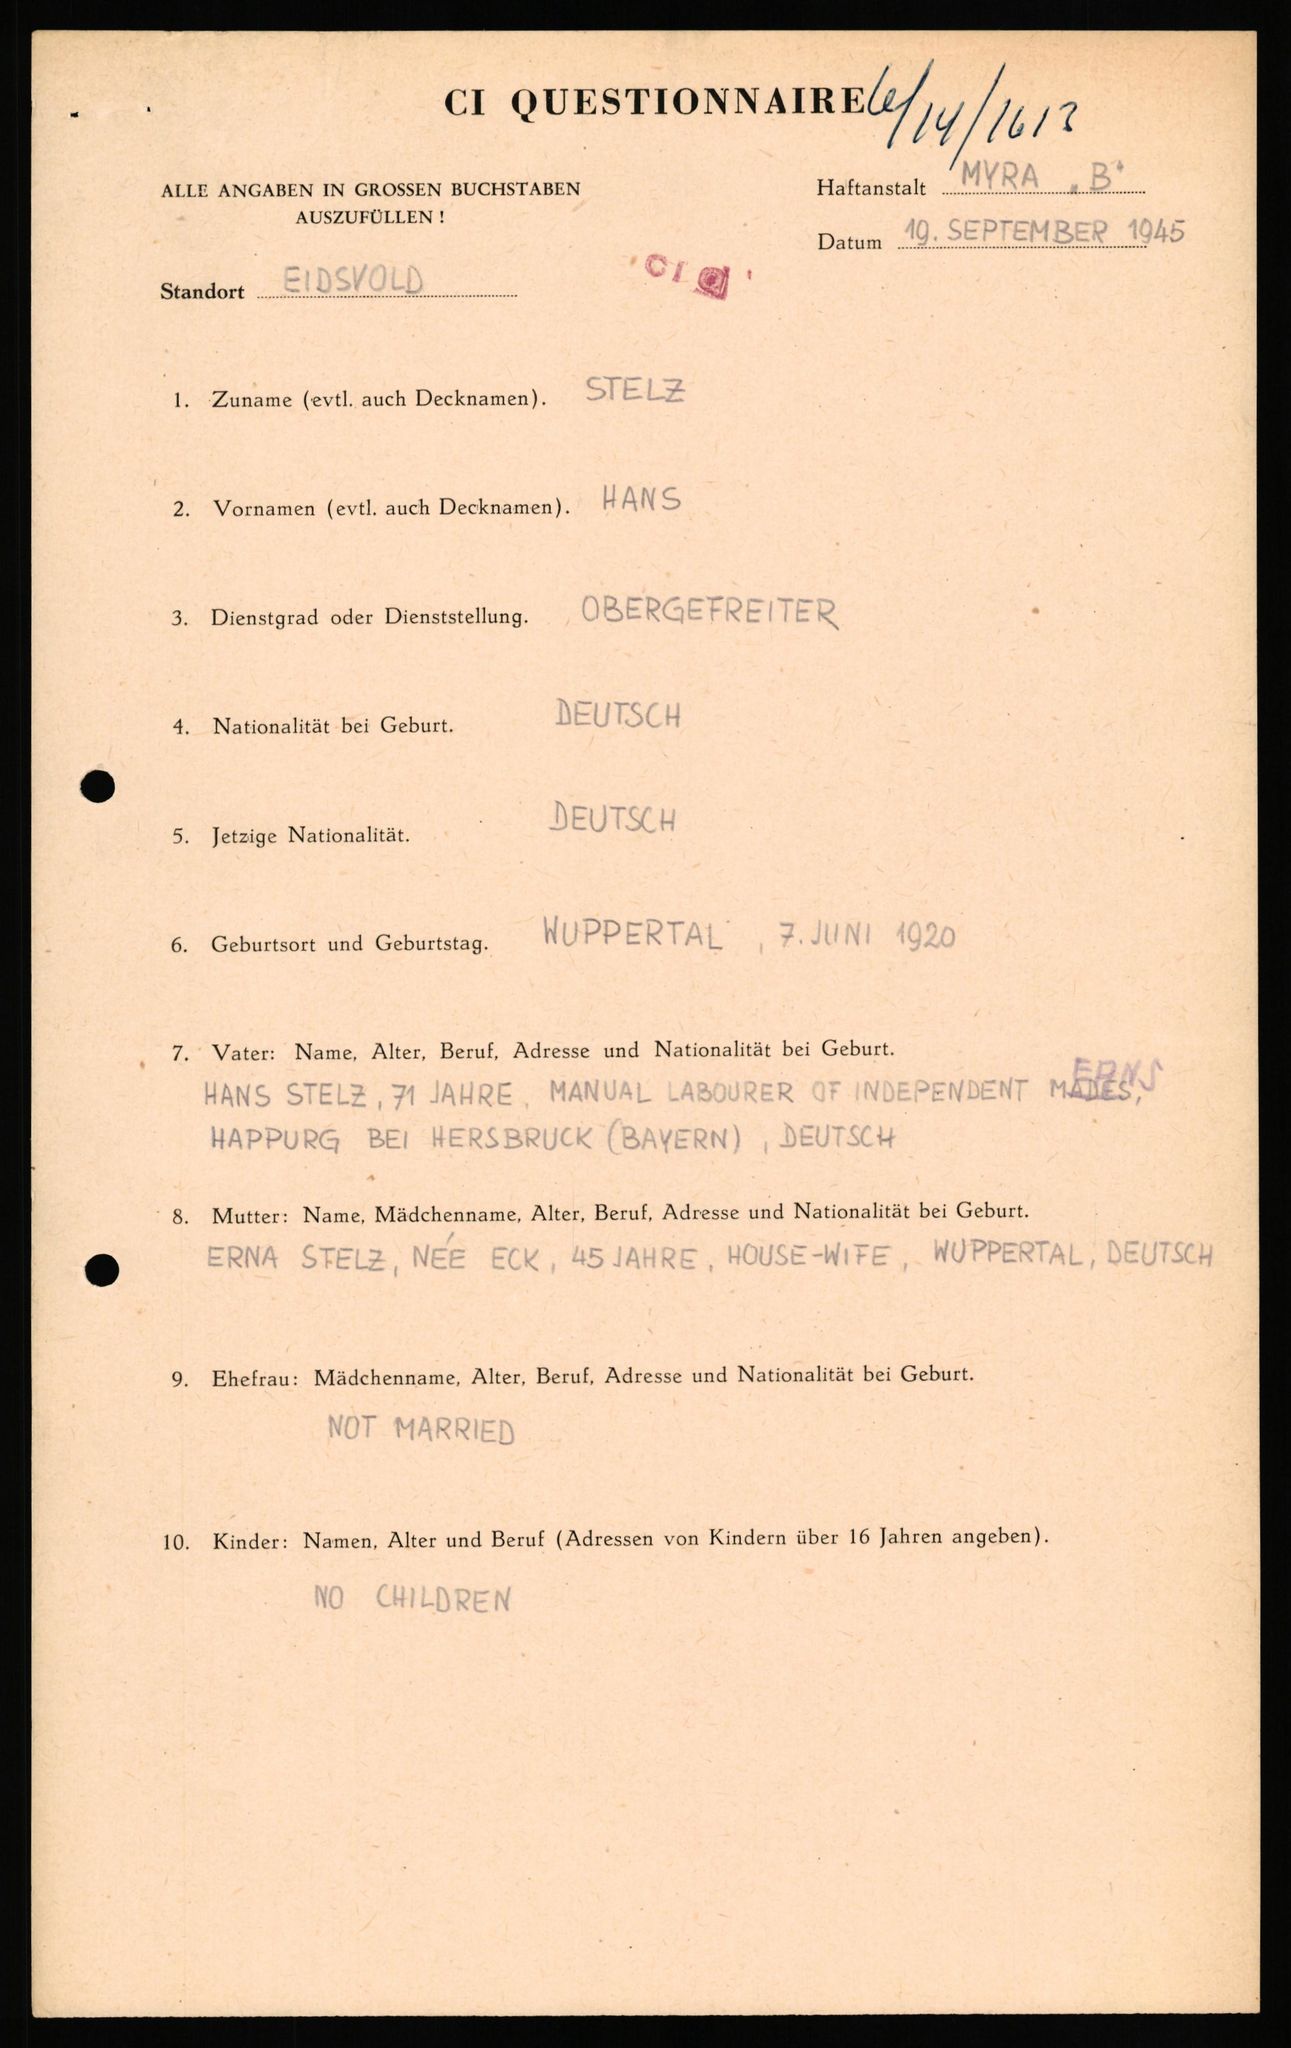 CI QUESTIONNAIRE
ALLE ANGABEN IN GROSSEN BUCHSTABEN
AUSZUFÜLLEN!
Haftanstalt MYRA „B“
Datum 19. SEPTEMBER 1945
Standort EIDSVOLD
1. Zuname (evtl. auch Decknamen). STELZ
2. Vornamen (evtl. auch Decknamen). HANS
3. Dienstgrad oder Dienststellung. OBERGEFREITER
4. Nationalität bei Geburt. DEUTSCH
5. Jetzige Nationalität. DEUTSCH
6. Geburtsort und Geburtstag. WUPPERTAL, 7. JUNI 1920
7. Vater: Name, Alter, Beruf, Adresse und Nationalität bei Geburt.
HANS STELZ, 71 JAHRE, MANUAL LABOURER OF INDEPENDENT
HAPPURG BEI HERSBRUCK (BAYERN), DEUTSCH
8. Mutter: Name, Mädchenname, Alter, Beruf, Adresse und Nationalität bei Geburt.
ERNA STELZ, NÉE ECK, 45 JAHRE, HOUSE-WIFE, WUPPERTAL, DEUTSCH
9. Ehefrau: Mädchenname, Alter, Beruf, Adresse und Nationalität bei Geburt.
NOT MARRIED
10. Kinder: Namen, Alter und Beruf (Adressen von Kindern über 16 Jahren angeben).
NO CHILDREN